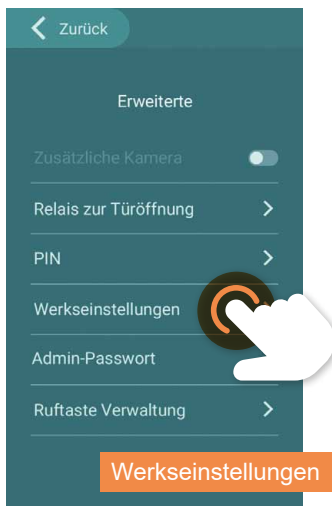 Zurück
Erweiterte
Zusätzliche Kamera
Relais zur Türöffnung
PIN
Werkseinstellungen
Admin-Passwort
Ruftaste Verwaltung
Werkseinstellungen